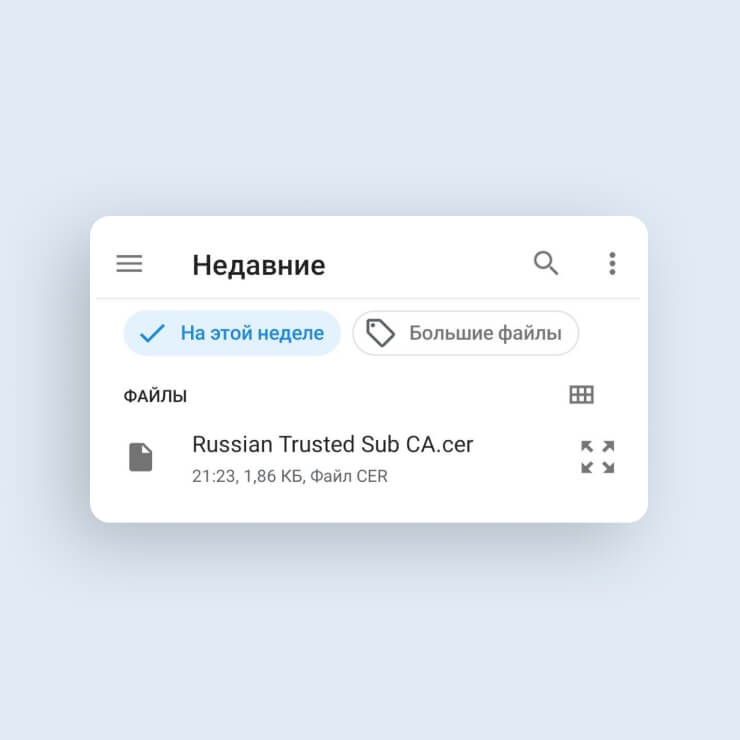 Недавние
На этой неделе
Большие файлы
ФАЙЛЫ
Russian Trusted Sub CA.cer
21:23, 1,86 КБ, Файл CER